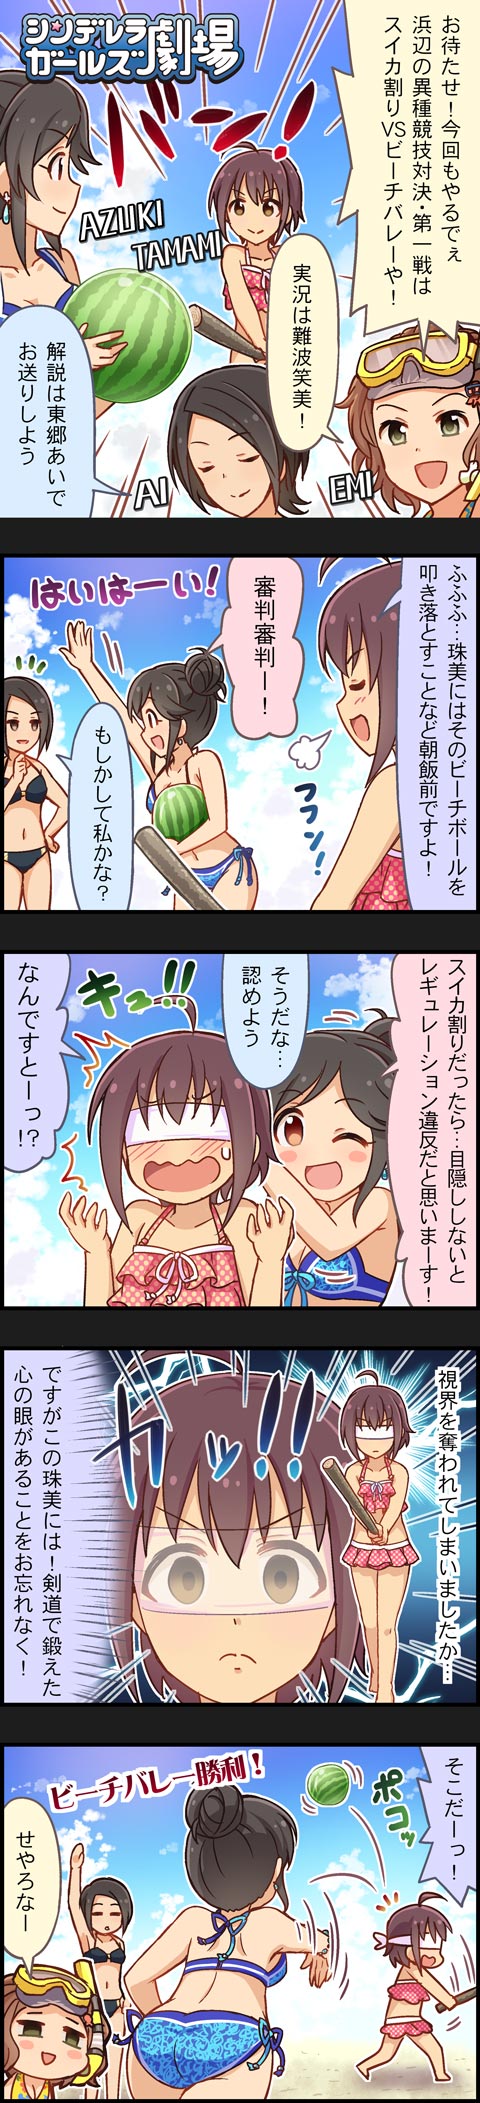 シンデレラ
ガールズ劇場
お待たせ！今回もやるでぇ
浜辺の異種競技対決・第一戦は
スイカ割りVSビーチバレーや！
バーン！
AZUKI
TAMAMI
実況は難波笑美！
解説は東郷あいで
お送りしよう
AI
EMI
ふふふ…珠美にはそのビーチボールを
叩き落とすことなど朝飯前ですよ！
フフン！
審判審判ー！
はいはーい！
もしかして私かな？
スイカ割りだったら…目隠ししないと
レギュレーション違反だと思いまーす！
そうだな…
認めよう
キュ!!
なんですとーっ!?
視界を奪われてしまいましたか…
カッ!!
ですがこの珠美には！剣道で鍛えた
心の眼があることをお忘れなく！
そこだーっ！
ポコッ
ビーチバレー勝利！
せやろなー